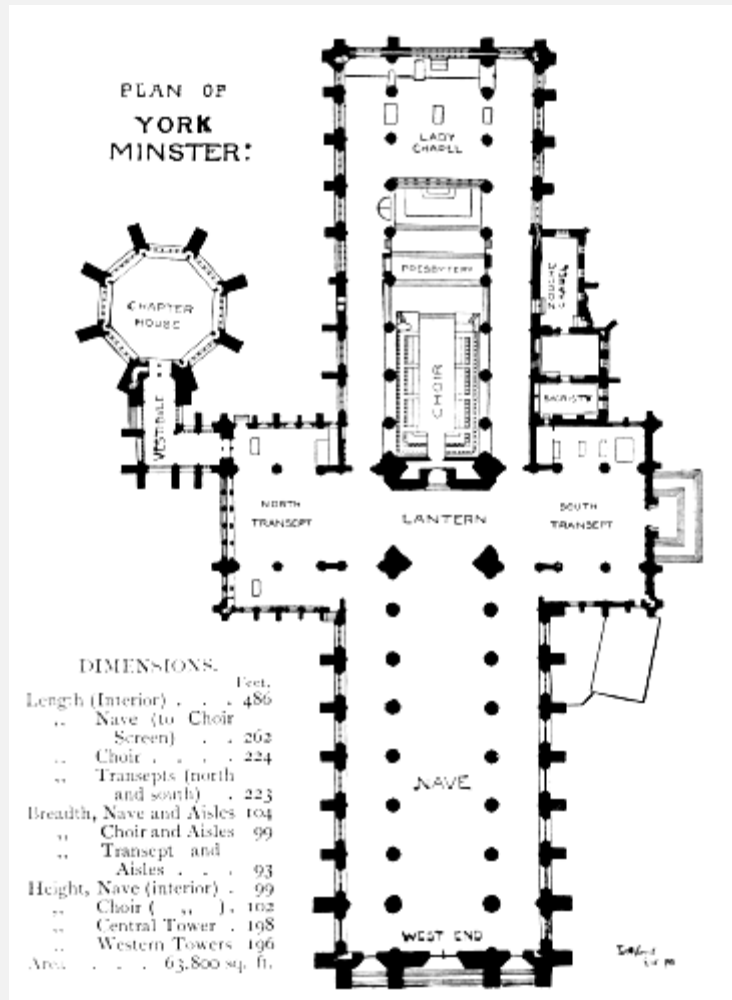 PLAN OF
YORK
MINSTER:
LADY
CHAPEL
PRESBYTERY
ZOUCHE
CHAPEL
CHAPTER
HOUSE
CHOIR
SACRISTY
VESTIBULE
NORTH
TRANSEPT
LANTERN
SOUTH
TRANSEPT
NAVE
WEST END
DIMENSIONS.
Feet.
Length (Interior) . . . 486
,, Nave (to Choir
Screen) . . 262
,, Choir . . . . 224
,, Transepts (north
and south) . 223
Breadth, Nave and Aisles 104
,, Choir and Aisles 99
,, Transept and
Aisles . . . 93
Height, Nave (interior) . 99
,, Choir ( ,, ) . 102
,, Central Tower . 198
,, Western Towers 196
Area . . . 63,800 sq. ft.